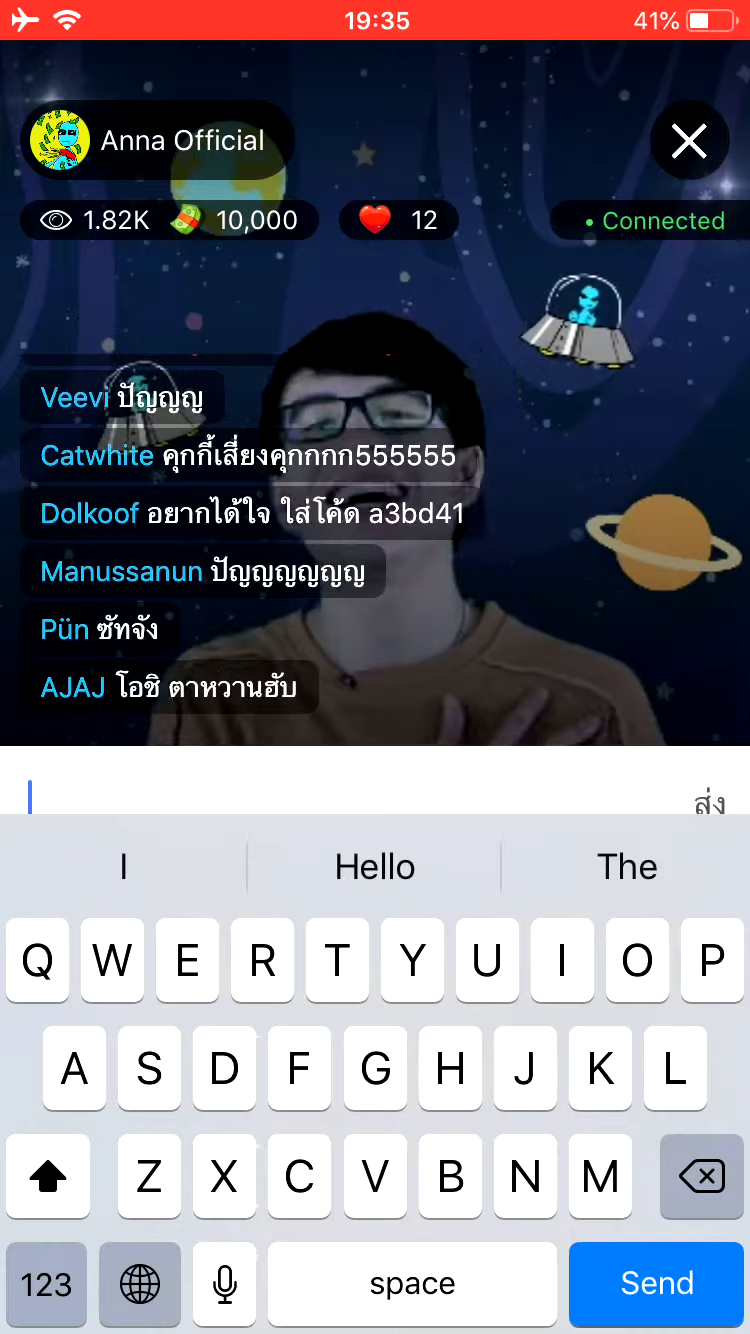 19:35
41%
Anna Official
1.82K 10,000 12
• Connected
Veevi ปัญญญ
Catwhite คุกกี้เสี่ยงคุกกกก555555
Dolkoof อยากได้ใจ ใส่โค้ด a3bd41
Manussanun ปัญญญญญญ
Pün ซัทจัง
AJAJ โอชิ ตาหวานฮับ
ส่ง
I Hello The
Q W E R T Y U I O P
A S D F G H J K L
Z X C V B N M
123 space Send